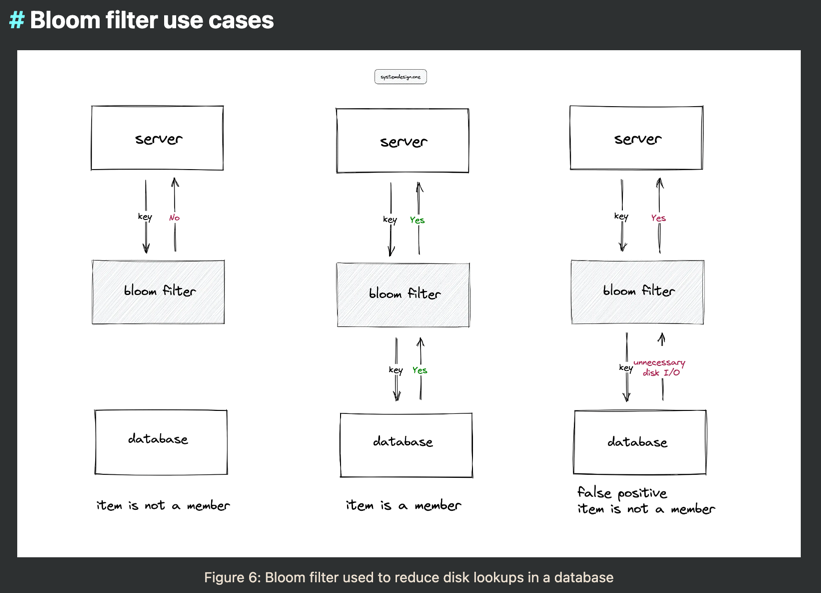 # Bloom filter use cases
systemdesign.one
server
server
server
key
No
key
Yes
key
Yes
bloom filter
bloom filter
bloom filter
key
Yes
key
unnecessary
disk I/O
database
database
database
item is not a member
item is a member
false positive
item is not a member
Figure 6: Bloom filter used to reduce disk lookups in a database